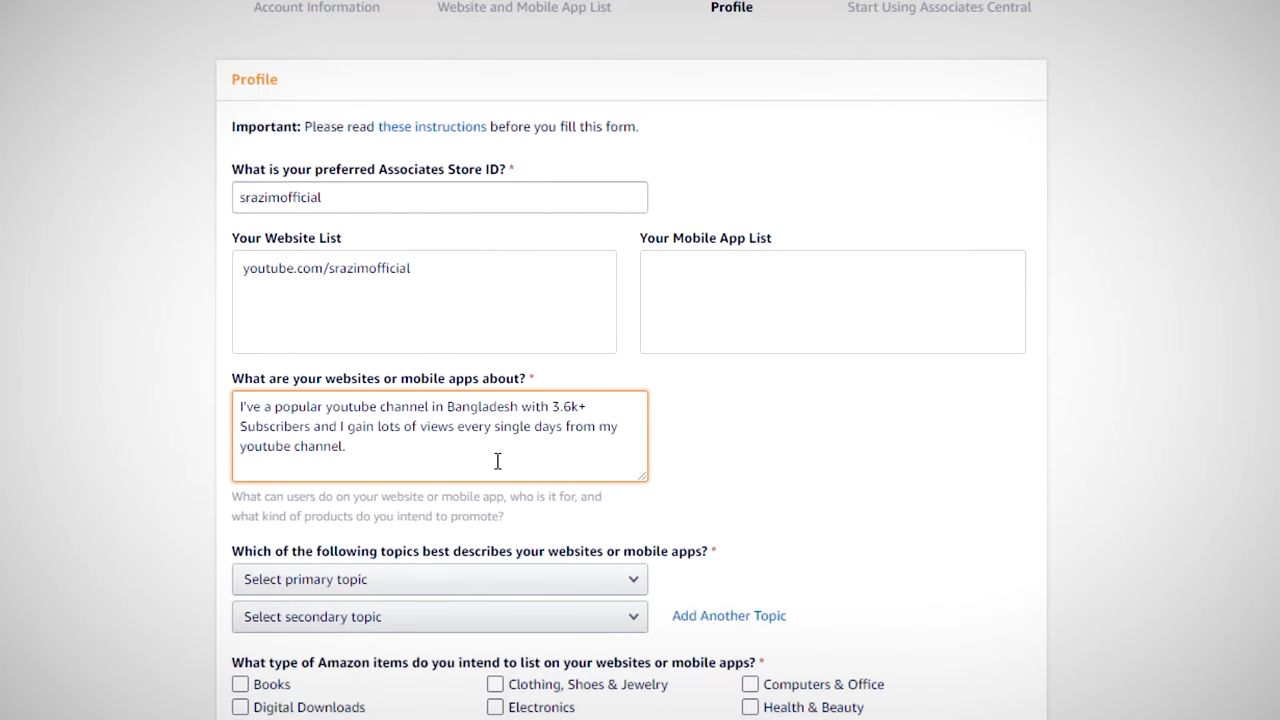 Account Information
Website and Mobile App List
Profile
Start Using Associates Central
Profile
Important: Please read these instructions before you fill this form.
What is your preferred Associates Store ID? *
srazimofficial
Your Website List
Your Mobile App List
youtube.com/srazimofficial
What are your websites or mobile apps about? *
I've a popular youtube channel in Bangladesh with 3.6k+
Subscribers and I gain lots of views every single days from my
youtube channel.
What can users do on your website or mobile app, who is it for, and
what kind of products do you intend to promote?
Which of the following topics best describes your websites or mobile apps? *
Select primary topic
Select secondary topic
Add Another Topic
What type of Amazon items do you intend to list on your websites or mobile apps? *
Books
Clothing, Shoes & Jewelry
Computers & Office
Digital Downloads
Electronics
Health & Beauty